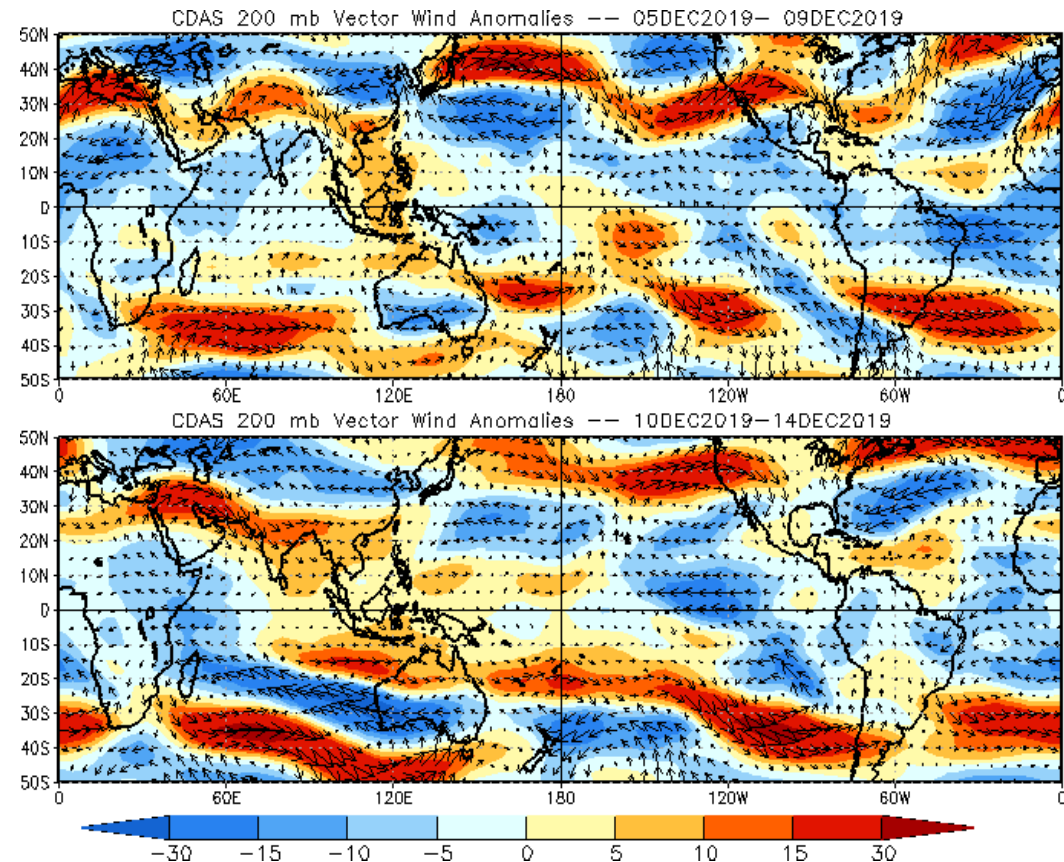 CDAS 200 mb Vector Wind Anomalies -- 05DEC2019- 09DEC2019
50N
40N
30N
20N
10N
0
10S
20S
30S
40S
50S
0 60E 120E 180 120W 60W 0
CDAS 200 mb Vector Wind Anomalies -- 10DEC2019-14DEC2019
50N
40N
30N
20N
10N
0
10S
20S
30S
40S
50S
0 60E 120E 180 120W 60W 0
-30 -15 -10 -5 0 5 10 15 30